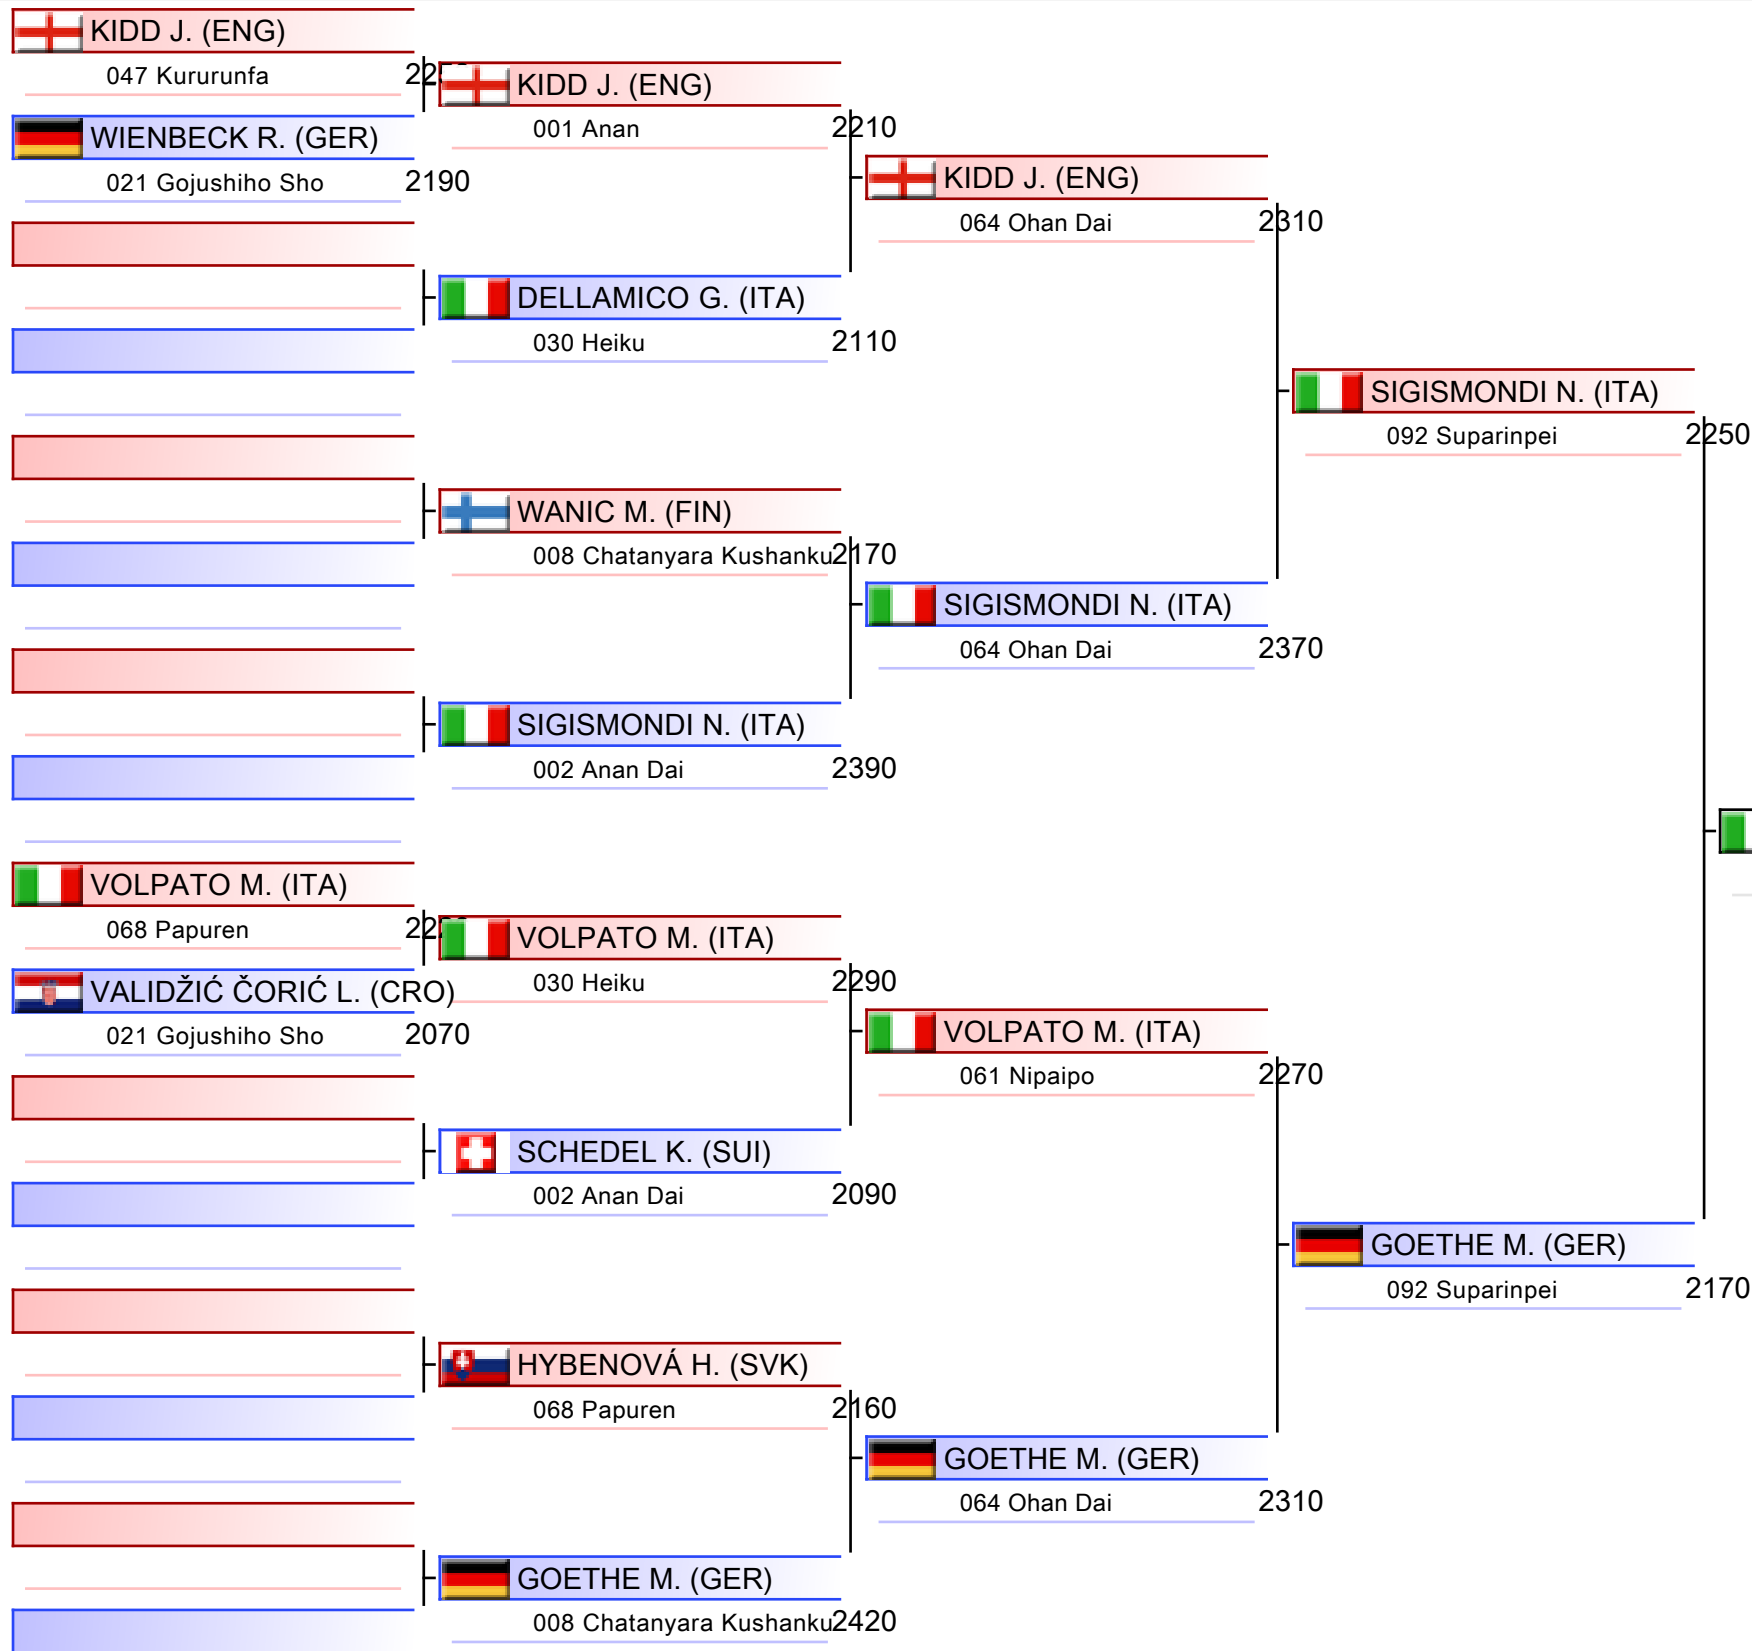 KIDD J. (ENG)
047 Kururunfa
WIENBECK R. (GER)
021 Gojushiho Sho 2190
VOLPATO M. (ITA)
068 Papuren
VALIDŽIĆ ČORIĆ L. (CRO)
021 Gojushiho Sho 2070
KIDD J. (ENG)
001 Anan 2210
DELLAMICO G. (ITA)
030 Heiku 2110
WANIC M. (FIN)
008 Chatanyara Kushanku 2170
SIGISMONDI N. (ITA)
002 Anan Dai 2390
VOLPATO M. (ITA)
030 Heiku 2290
SCHEDEL K. (SUI)
002 Anan Dai 2090
HYBENOVÁ H. (SVK)
068 Papuren 2160
GOETHE M. (GER)
008 Chatanyara Kushanku 2420
KIDD J. (ENG)
064 Ohan Dai 2310
SIGISMONDI N. (ITA)
064 Ohan Dai 2370
VOLPATO M. (ITA)
061 Nipaipo 2270
GOETHE M. (GER)
064 Ohan Dai 2310
SIGISMONDI N. (ITA)
092 Suparinpei 2250
GOETHE M. (GER)
092 Suparinpei 2170